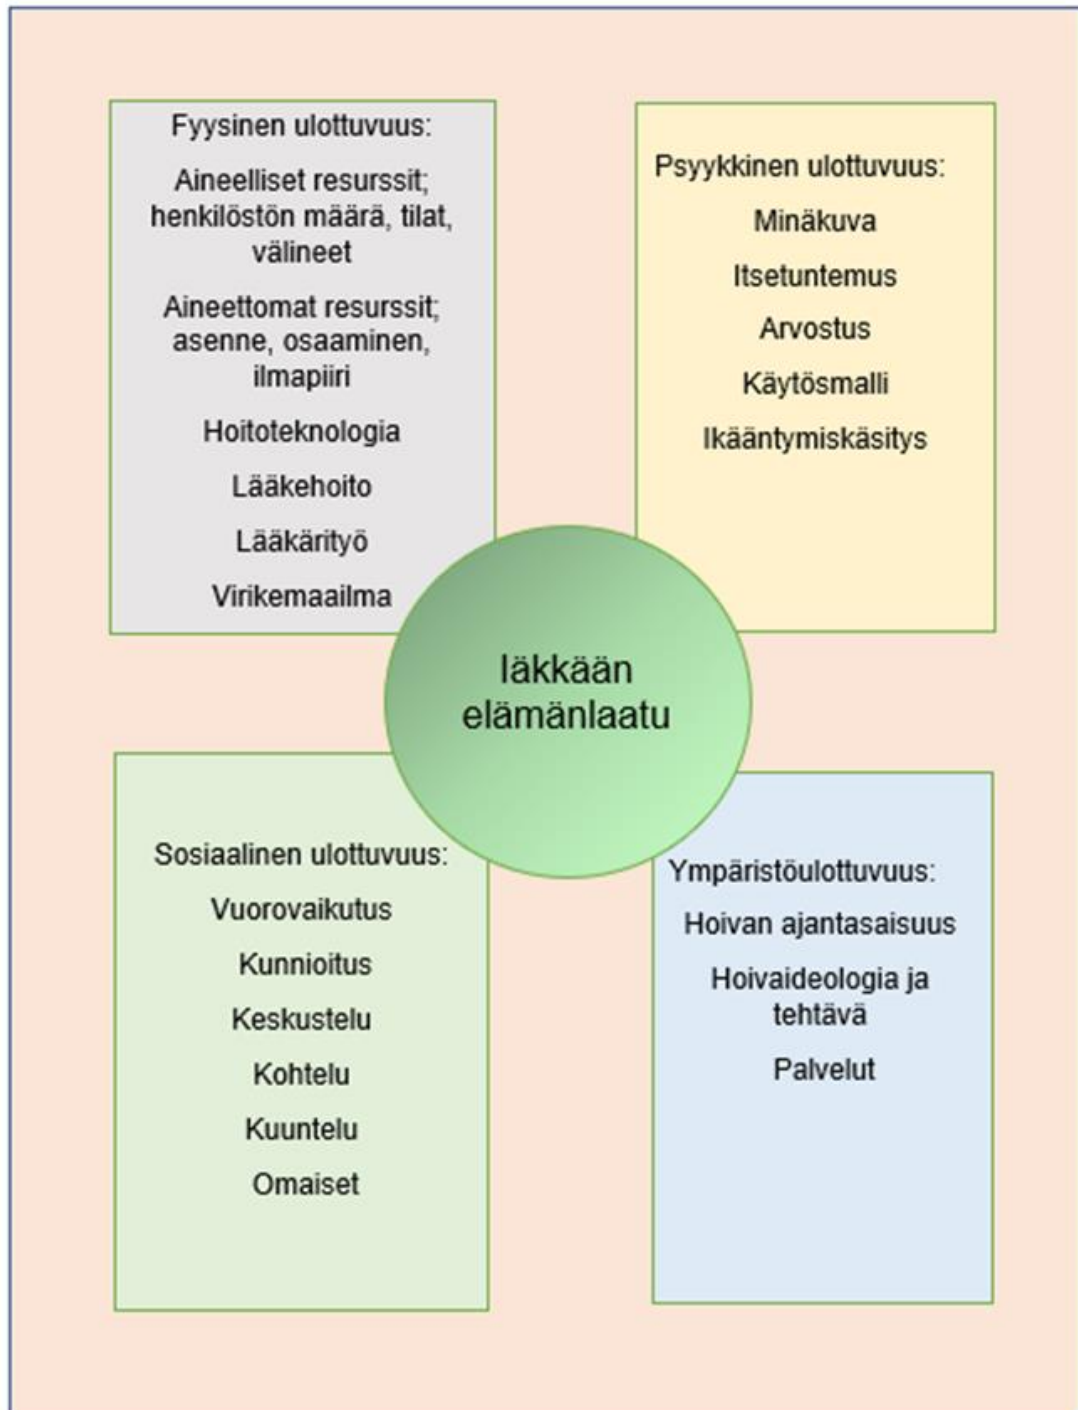 Fyysinen ulottuvuus:
Aineelliset resurssit;
henkilöstön määrä, tilat,
välineet
Aineettomat resurssit;
asenne, osaaminen,
ilmapiiri
Hoitoteknologia
Lääkehoito
Lääkärityö
Virikemaailma
Psyykkinen ulottuvuus:
Minäkuva
Itsetuntemus
Arvostus
Käytösmalli
Ikääntymiskäsitys
Iäkkään
elämänlaatu
Sosiaalinen ulottuvuus:
Vuorovaikutus
Kunnioitus
Keskustelu
Kohtelu
Kuuntelu
Omaiset
Ympäristöulottuvuus:
Hoivan ajantasaisuus
Hoivaideologia ja
tehtävä
Palvelut